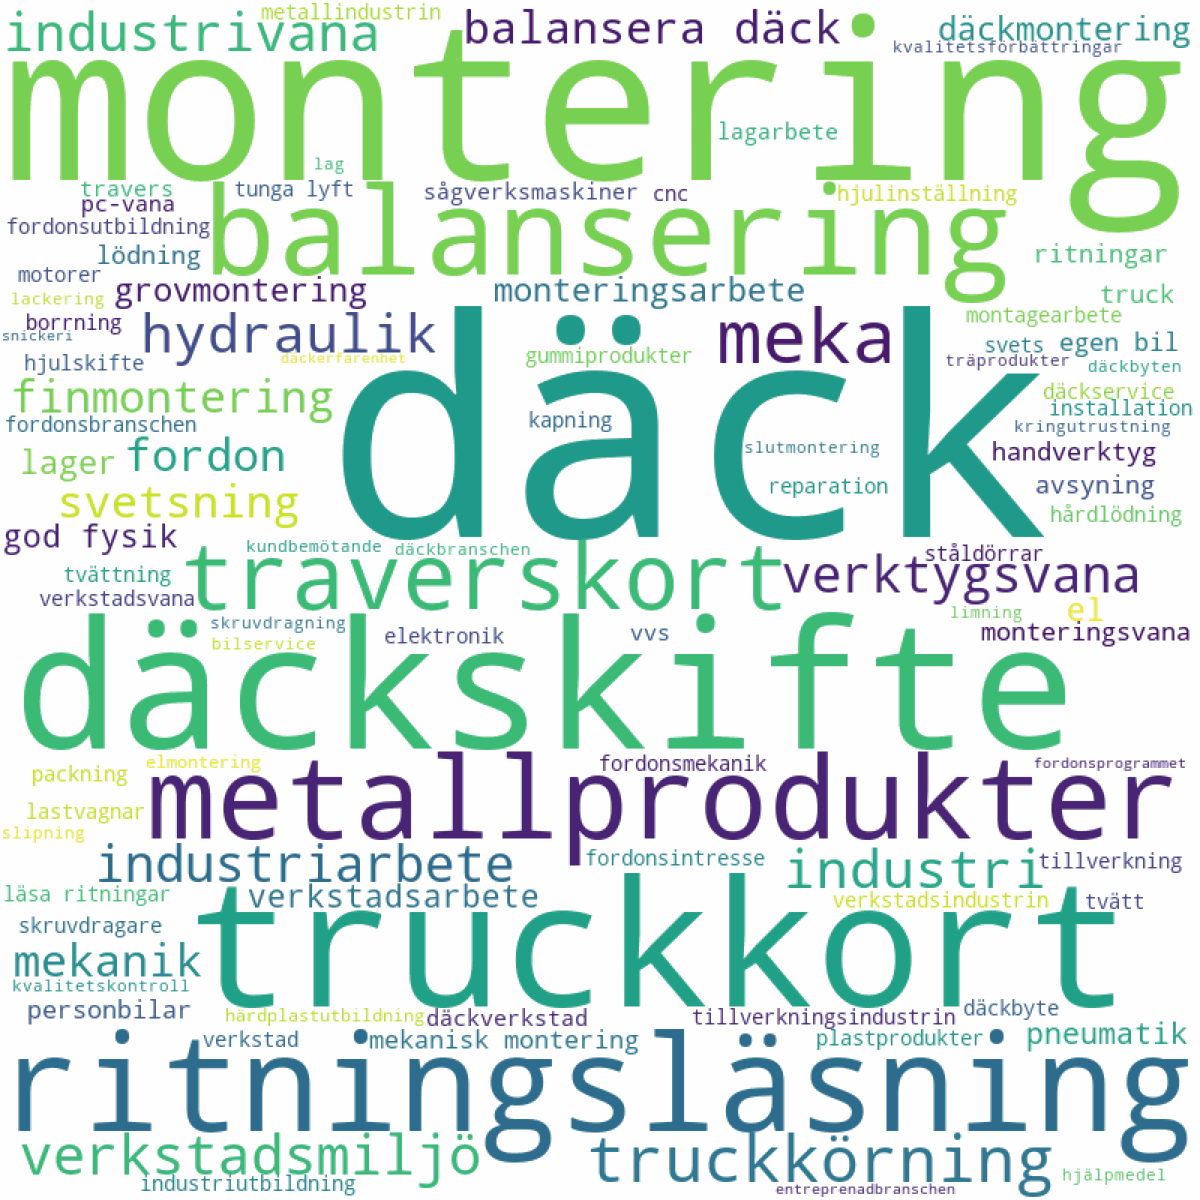 metallindustrin
industrivana
balansera däck
däckmontering
kvalitetsförbättringar
montering
lagarbete
lag
travers
tunga lyft
sågverksmaskiner
cnc
hjulinställning
pc-vana
balansering
fordonsutbildning
lödning
ritningar
motorer
grovmontering
monteringsarbete
lackering
truck
borrning
hydraulik
däck
meka
montagearbete
snickeri
svets
egen bil
hjulskifte
däckerfarenhet
gummiprodukter
träprodukter
däckbyten
finmontering
däckservice
installation
fordonsbranschen
kapning
kringutrustning
lager
fordon
slutmontering
handverktyg
svetsning
reparation
avsyning
god fysik
hårdlödning
kundbemötande
däckbranschen
ståldörrar
tvättning
traverskort
verktygsvana
verkstadsvana
limning
el
skruvdragning
elektronik
vvs
monteringsvana
bilservice
däckskifte
packning
elmontering
fordonsmekanik
fordonsprogrammet
metallprodukter
lastvagnar
slipning
industriarbete
fordonsintresse
industri
tillverkning
läsa ritningar
verkstadsarbete
verkstadsindustrin
tvätt
skruvdragare
truckkort
mekanik
kvalitetskontroll
personbilar
härdplastutbildning
däckverkstad
tillverkningsindustrin
däckbyte
verkstad
mekanisk montering
plastprodukter
pneumatik
ritningsläsning
verkstadsmiljö
truckkörning
industriutbildning
hjälpmedel
entreprenadbranschen